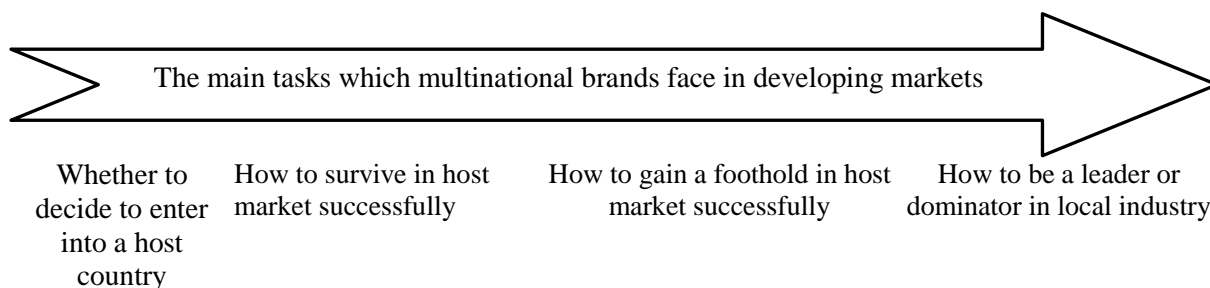 The main tasks which multinational brands face in developing markets
Whether to
decide to enter
into a host
country
How to survive in host
market successfully
How to gain a foothold in host
market successfully
How to be a leader or
dominator in local industry